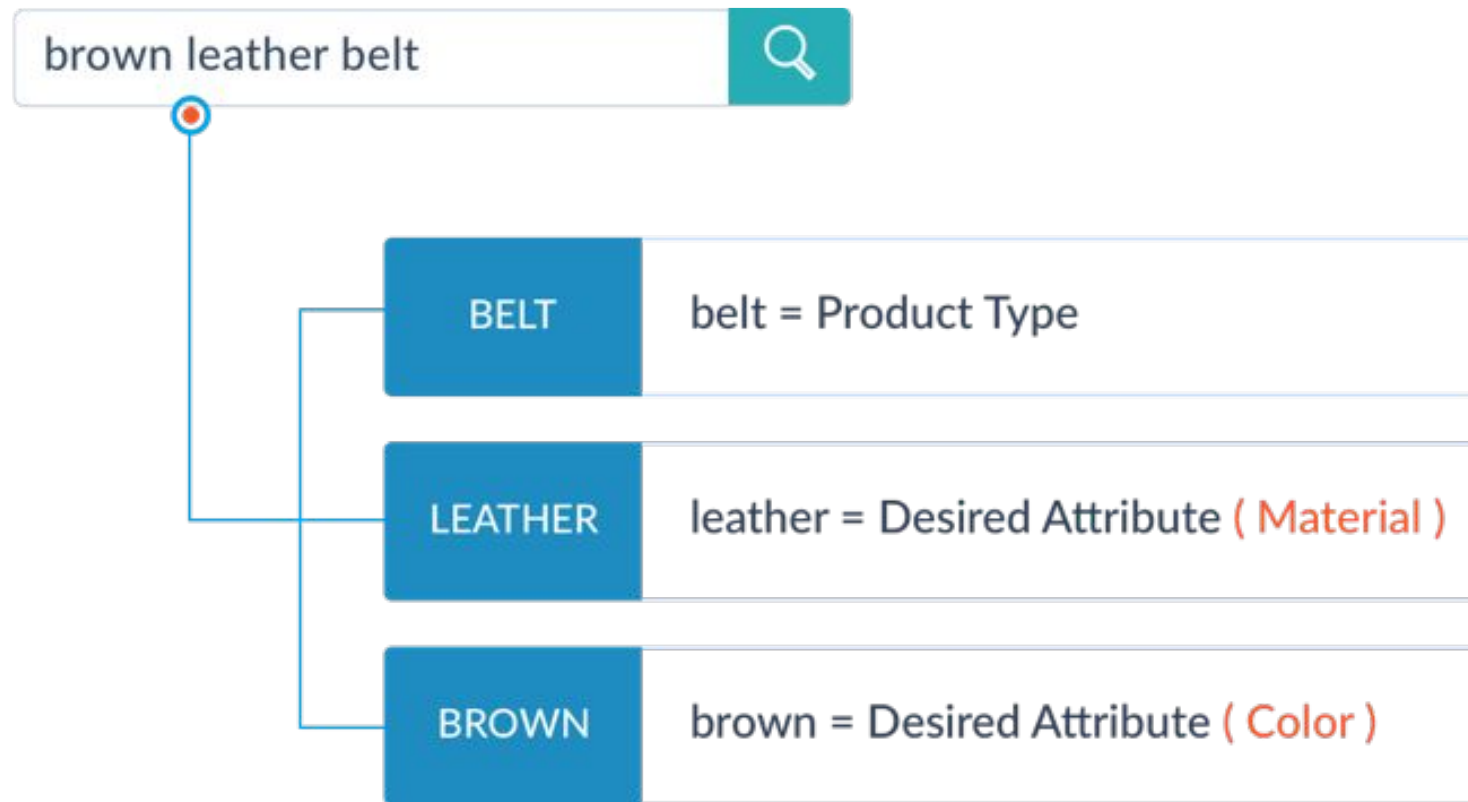 brown leather belt
BELT
belt = Product Type
LEATHER
leather = Desired Attribute ( Material )
BROWN
brown = Desired Attribute ( Color )